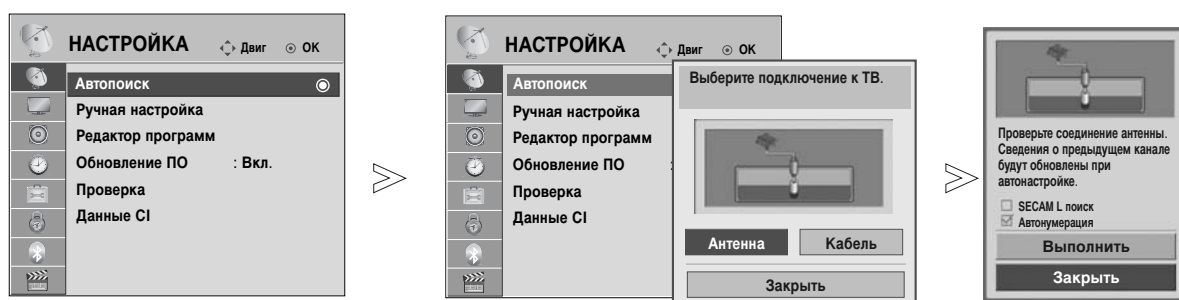 НАСТРОЙКА Двиг ОК
Автопоиск
Ручная настройка
Редактор программ
Обновление ПО : Вкл.
Проверка
Данные CI
НАСТРОЙКА Двиг ОК
Автопоиск
Ручная настройка
Редактор программ
Обновление ПО :
Проверка
Данные CI
Выберите подключение к ТВ.
Антенна Кабель
Закрыть
Проверьте соединение антенны.
Сведения о предыдущем канале
будут обновлены при
автонастройке.
SECAM L поиск
Автонумерация
Выполнить
Закрыть